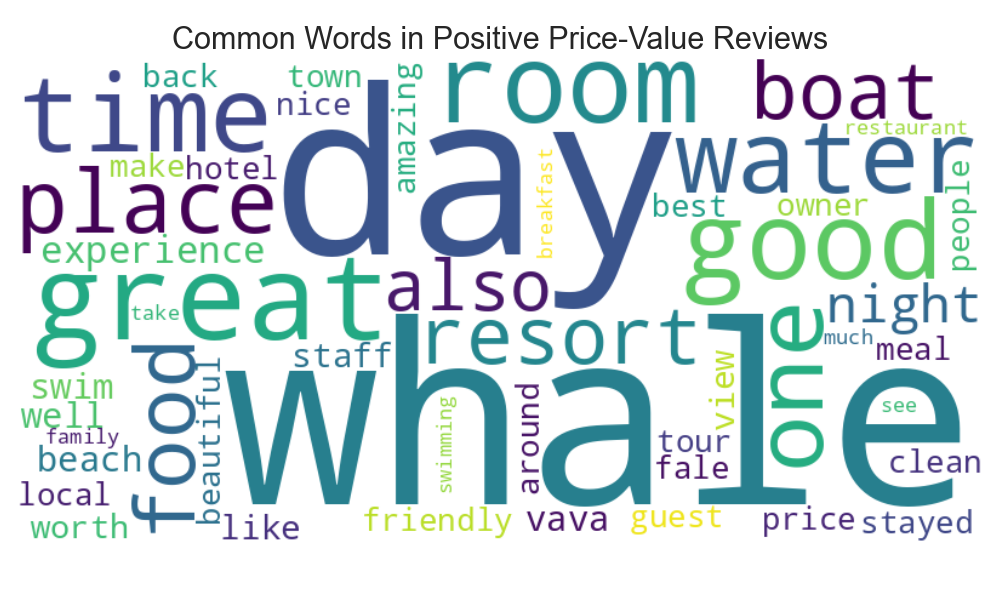 Common Words in Positive Price-Value Reviews
back
town
amazing
room
boat
time
nice
day
restaurant
water
make
hotel
place
breakfast
best
owner
people
good
experience
great
also
night
take
resort
one
much
meal
staff
food
whale
view
swim
beautiful
well
swimming
around
see
family
tour
beach
fale
clean
local
worth
like
friendly
vava
guest
price
stayed